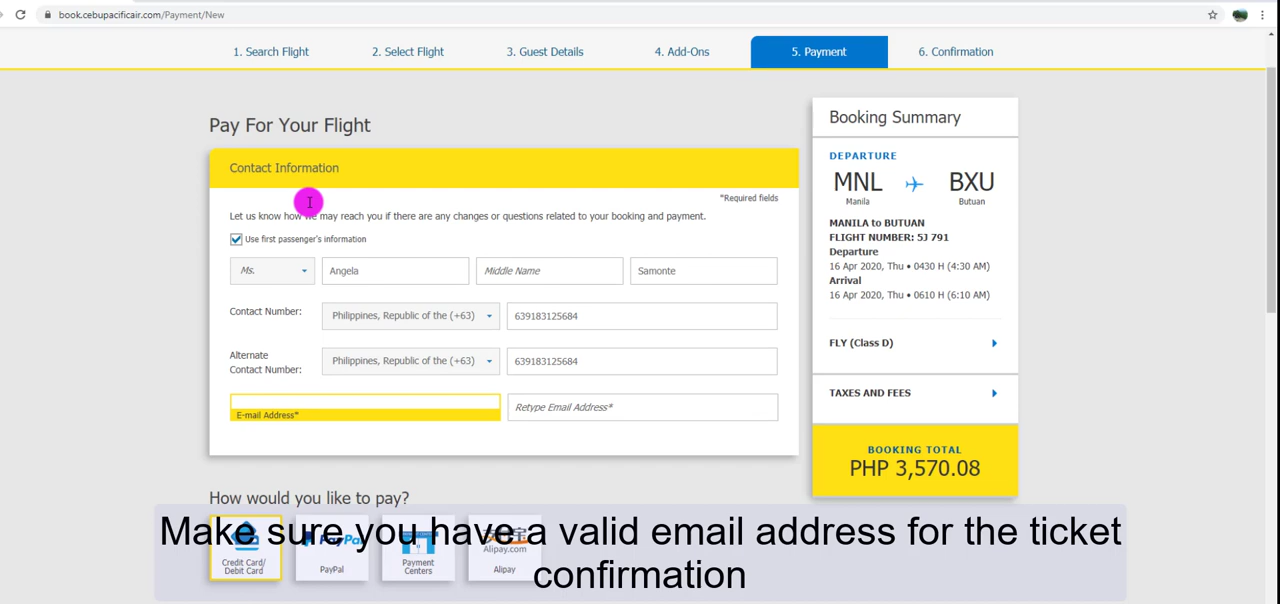 book.cebupacificair.com/Payment/New
1. Search Flight
2. Select Flight
3. Guest Details
4. Add-Ons
5. Payment
6. Confirmation
Pay For Your Flight
Contact Information
*Required fields
Let us know how we may reach you if there are any changes or questions related to your booking and payment.
Use first passenger's information
Ms.
Angela
Middle Name
Samonte
Contact Number:
Philippines, Republic of the (+63)
639183125684
Alternate
Contact Number:
Philippines, Republic of the (+63)
639183125684
E-mail Address*
Retype Email Address*
Booking Summary
DEPARTURE
MNL
BXU
Manila
Butuan
MANILA to BUTUAN
FLIGHT NUMBER: 5J 791
Departure
16 Apr 2020, Thu • 0430 H (4:30 AM)
Arrival
16 Apr 2020, Thu • 0610 H (6:10 AM)
FLY (Class D)
TAXES AND FEES
BOOKING TOTAL
PHP 3,570.08
How would you like to pay?
Credit Card/
Debit Card
PayPal
PayPal
Payment
Centers
Alipay.com
Alipay
Make sure you have a valid email address for the ticket
confirmation